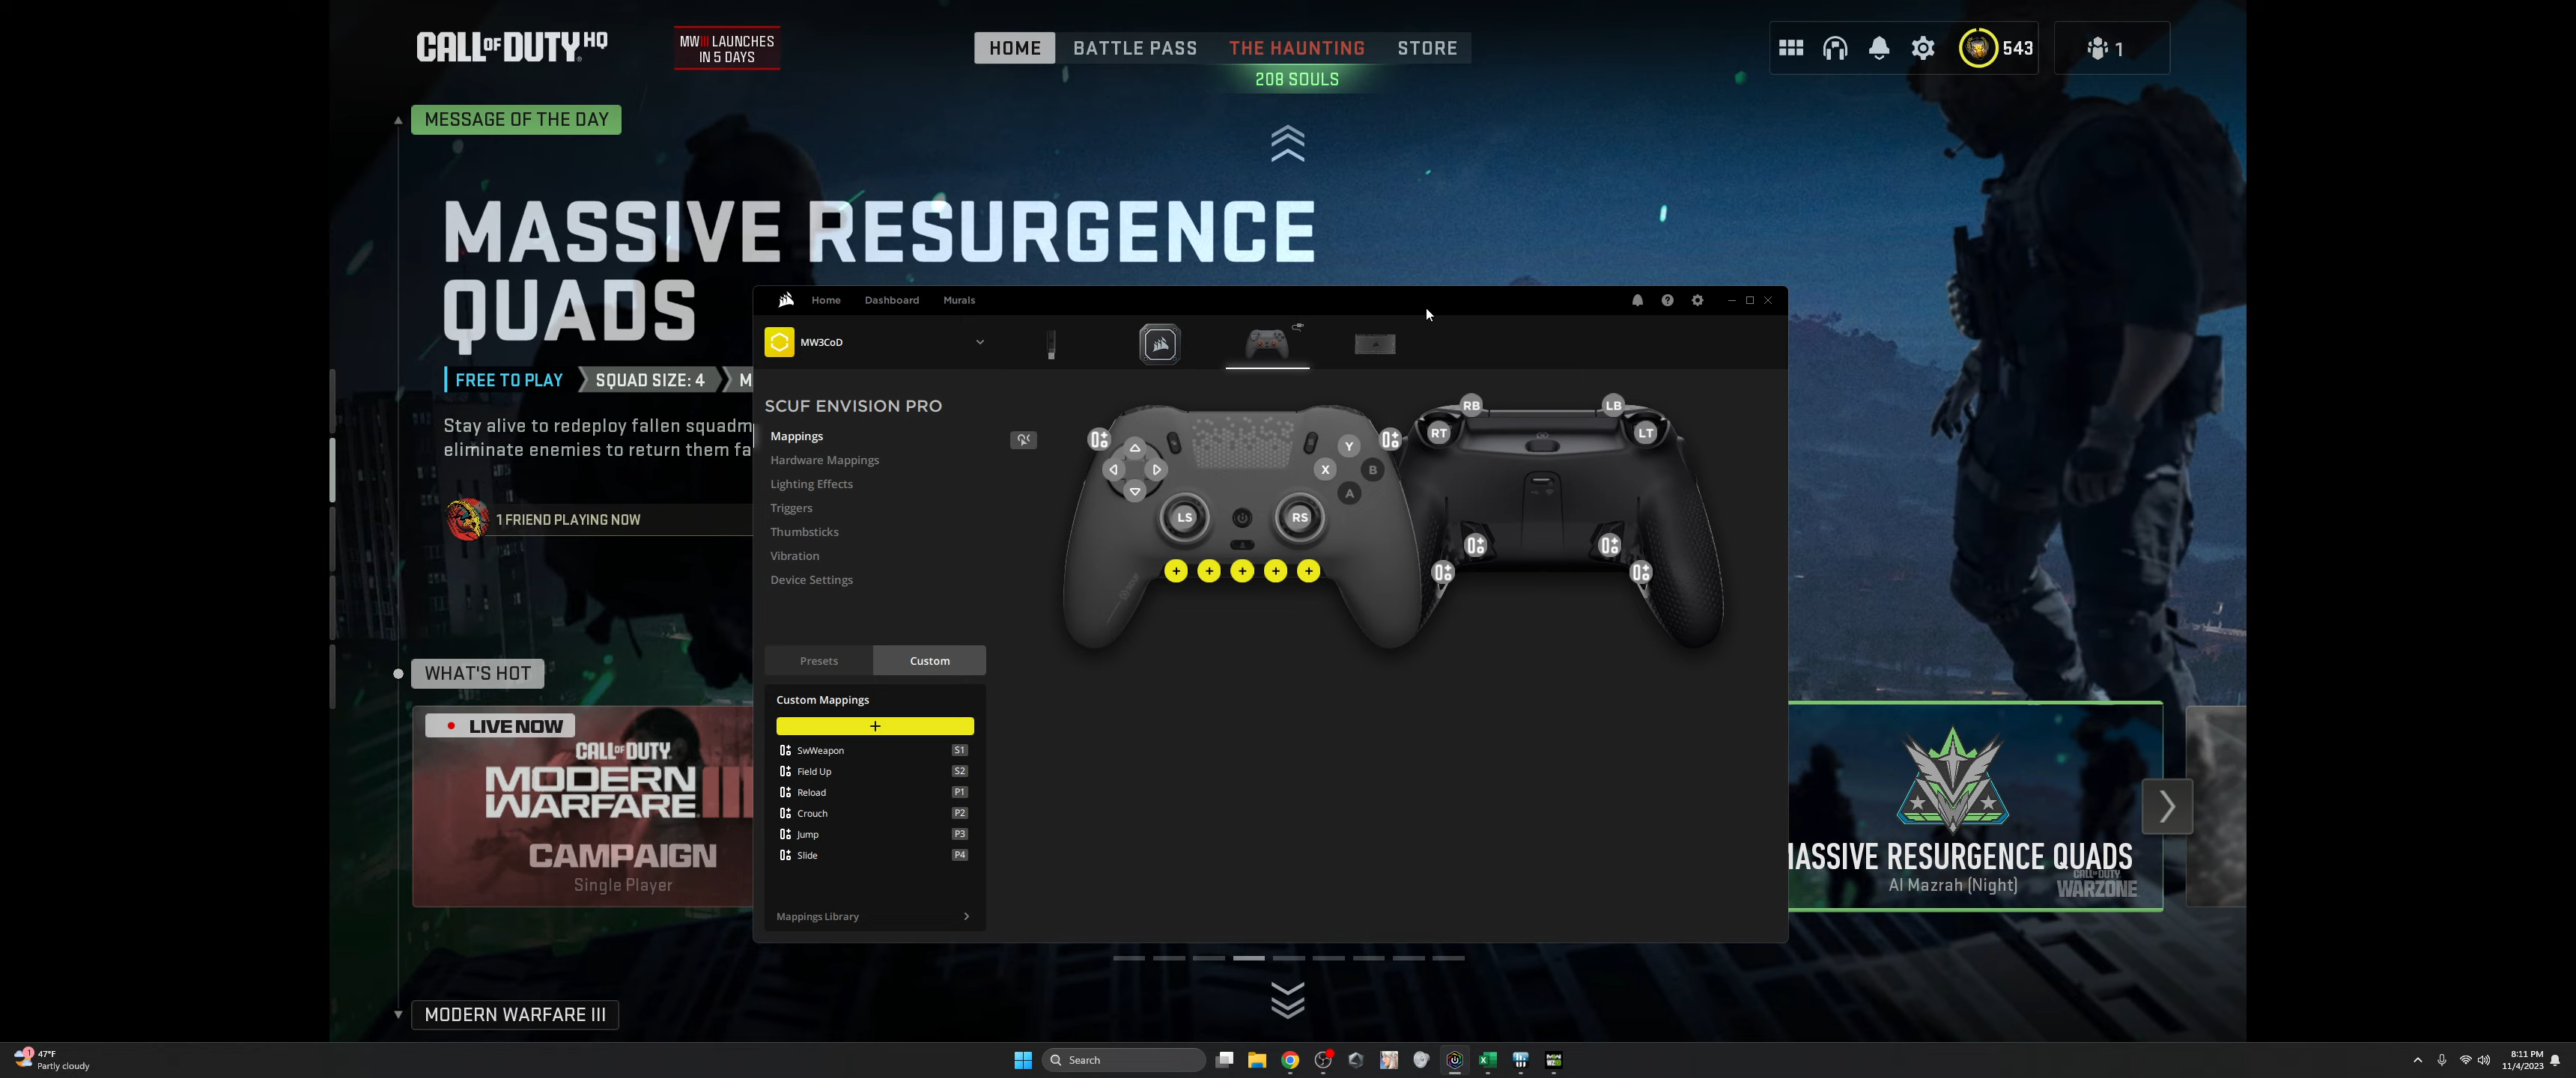 CALL OF DUTY HQ
MWIII LAUNCHES
IN 5 DAYS
HOME BATTLE PASS THE HAUNTING STORE
208 SOULS
543
1
MESSAGE OF THE DAY
MASSIVE RESURGENCE
QUADS
FREE TO PLAY SQUAD SIZE: 4 M
Stay alive to redeploy fallen squadm
eliminate enemies to return them fa
1 FRIEND PLAYING NOW
WHAT'S HOT
LIVE NOW
CALL OF DUTY
MODERN
WARFARE III
CAMPAIGN
Single Player
MODERN WARFARE III
Home Dashboard Murals
MW3CoD
SCUF ENVISION PRO
Mappings
Hardware Mappings
Lighting Effects
Triggers
Thumbsticks
Vibration
Device Settings
RB LB
RT LT
Y
X B
A
LS RS
Presets Custom
Custom Mappings
+
SwWeapon S1
Field Up S2
Reload P1
Crouch P2
Jump P3
Slide P4
Mappings Library
MASSIVE RESURGENCE QUADS
Al Mazrah (Night)
CALL OF DUTY
WARZONE
1
47°F
Partly cloudy
Search
8:11 PM
11/4/2023